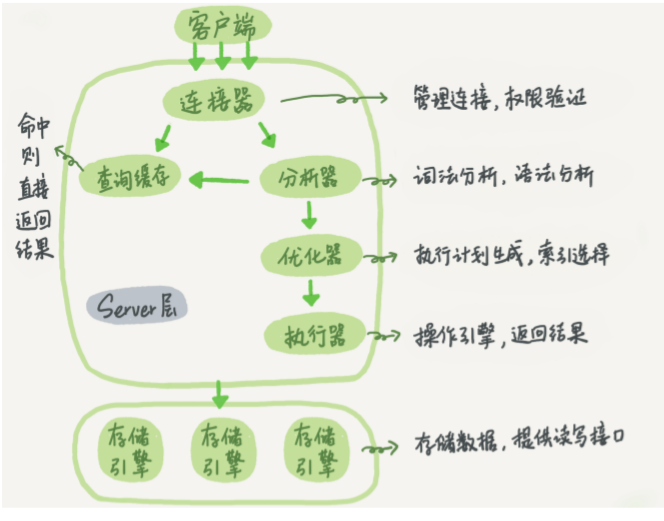 客户端
连接器
管理连接，权限验证
命中
则
直接
返回
结果
查询缓存
分析器
词法分析，语法分析
优化器
执行计划生成，索引选择
Server层
执行器
操作引擎，返回结果
存储
引擎
存储
引擎
存储
引擎
存储数据，提供读写接口